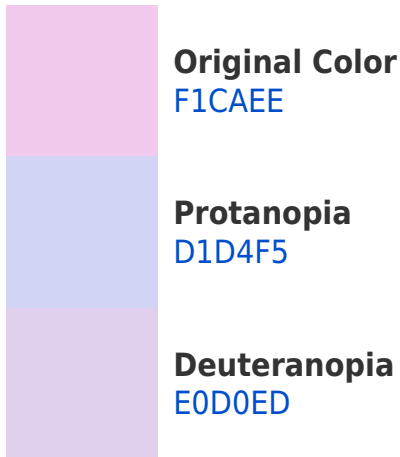 Original Color
F1CAEE
Protanopia
D1D4F5
Deuteranopia
E0D0ED